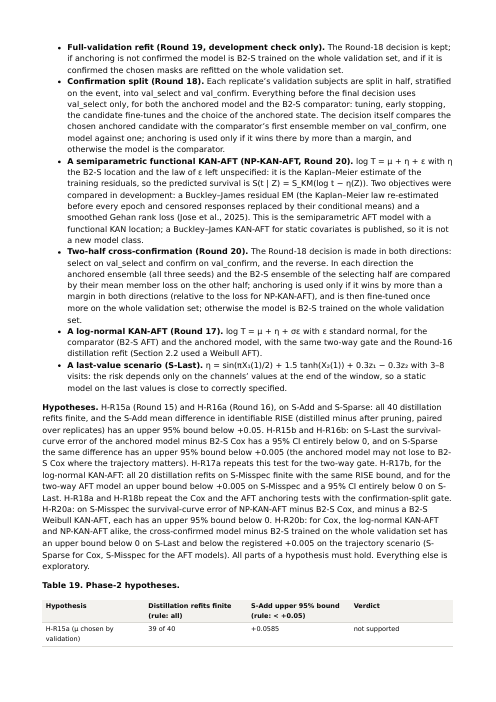 • Full-validation refit (Round 19, development check only). The Round-18 decision is kept;
if anchoring is not confirmed the model is B2-S trained on the whole validation set, and if it is
confirmed the chosen masks are refitted on the whole validation set.
• Confirmation split (Round 18). Each replicate's validation subjects are split in half, stratified
on the event, into val_select and val_confirm. Everything before the final decision uses
val_select only, for both the anchored model and the B2-S comparator: tuning, early stopping,
the candidate fine-tunes and the choice of the anchored state. The decision itself compares the
chosen anchored candidate with the comparator's first ensemble member on val_confirm, one
model against one; anchoring is used only if it wins there by more than a margin, and
otherwise the model is the comparator.
• A semiparametric functional KAN-AFT (NP-KAN-AFT, Round 20). log T = μ + η + ε with η
the B2-S location and the law of ε left unspecified: it is the Kaplan–Meier estimate of the
training residuals, so the predicted survival is S(t | Z) = S_KM(log t − η(Z)). Two objectives
were compared in development: a Buckley–James residual EM (the Kaplan–Meier law re-estimated
before every epoch and censored responses replaced by their conditional means) and a
smoothed Gehan rank loss (Jose et al., 2025). This is the semiparametric AFT model with a
functional KAN location; a Buckley–James KAN-AFT for static covariates is published, so it is not
a new model class.
• Two-half cross-confirmation (Round 20). The Round-18 decision is made in both directions:
select on val_select and confirm on val_confirm, and the reverse. In each direction the
anchored ensemble (all three seeds) and the B2-S ensemble of the selecting half are compared
by their mean member loss on the other half; anchoring is used only if it wins by more than a
margin in both directions (relative to the loss for NP-KAN-AFT), and is then fine-tuned once
more on the whole validation set; otherwise the model is B2-S trained on the whole validation
set.
• A log-normal KAN-AFT (Round 17). log T = μ + η + σε with ε standard normal, for the
comparator (B2-S AFT) and the anchored model, with the same two-way gate and the Round-16
distillation refit (Section 2.2 used a Weibull AFT).
• A last-value scenario (S-Last). η = sin(πX₁(1)/2) + 1.5 tanh(X₂(1)) + 0.3z₁ − 0.3z₂ with 3–8
visits: the risk depends only on the channels' values at the end of the window, so a static
model on the last values is close to correctly specified.
Hypotheses. H-R15a (Round 15) and H-R16a (Round 16), on S-Add and S-Sparse: all 40 distillation
refits finite, and the S-Add mean difference in identifiable RISE (distilled minus after pruning, paired
over replicates) has an upper 95% bound below +0.05. H-R15b and H-R16b: on S-Last the survival-
curve error of the anchored model minus B2-S Cox has a 95% CI entirely below 0, and on S-Sparse
the same difference has an upper 95% bound below +0.005 (the anchored model may not lose to B2-
S Cox where the trajectory matters). H-R17a repeats this test for the two-way gate. H-R17b, for the
log-normal KAN-AFT: all 20 distillation refits on S-Misspec finite with the same RISE bound, and for the
two-way AFT model an upper bound below +0.005 on S-Misspec and a 95% CI entirely below 0 on S-
Last. H-R18a and H-R18b repeat the Cox and the AFT anchoring tests with the confirmation-split gate.
H-R20a: on S-Misspec the survival-curve error of NP-KAN-AFT minus B2-S Cox, and minus a B2-S
Weibull KAN-AFT, each has an upper 95% bound below 0. H-R20b: for Cox, the log-normal KAN-AFT
and NP-KAN-AFT alike, the cross-confirmed model minus B2-S trained on the whole validation set has
an upper bound below 0 on S-Last and below the registered +0.005 on the trajectory scenario (S-
Sparse for Cox, S-Misspec for the AFT models). All parts of a hypothesis must hold. Everything else is
exploratory.
Table 19. Phase-2 hypotheses.
Hypothesis Distillation refits finite (rule: all) S-Add upper 95% bound (rule: < +0.05) Verdict
H-R15a (μ chosen by validation) 39 of 40 +0.0585 not supported